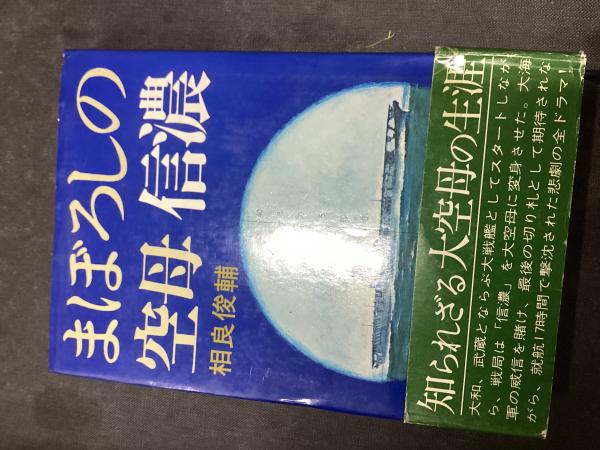 まぼろしの
空母 信濃
相良俊輔
知られざる大空母の生涯
大和、武蔵とならぶ大戦艦としてスタートしなが
ら、戦局は「信濃」を大空母に変身させた。大海
軍の威信を賭け、最後の切り札として期待されな
がら、就航17時間で撃沈された悲劇の全ドラマ!